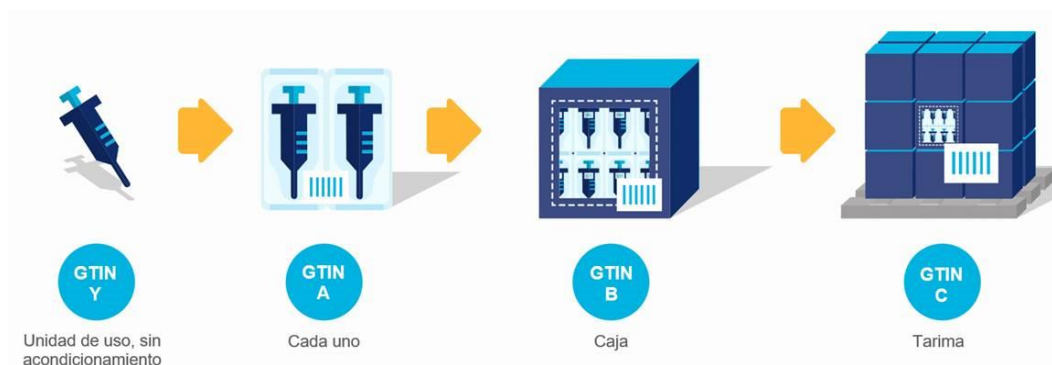 GTIN
Y
GTIN
A
GTIN
B
GTIN
C
Unidad de uso, sin
acondicionamiento
Cada uno
Caja
Tarima